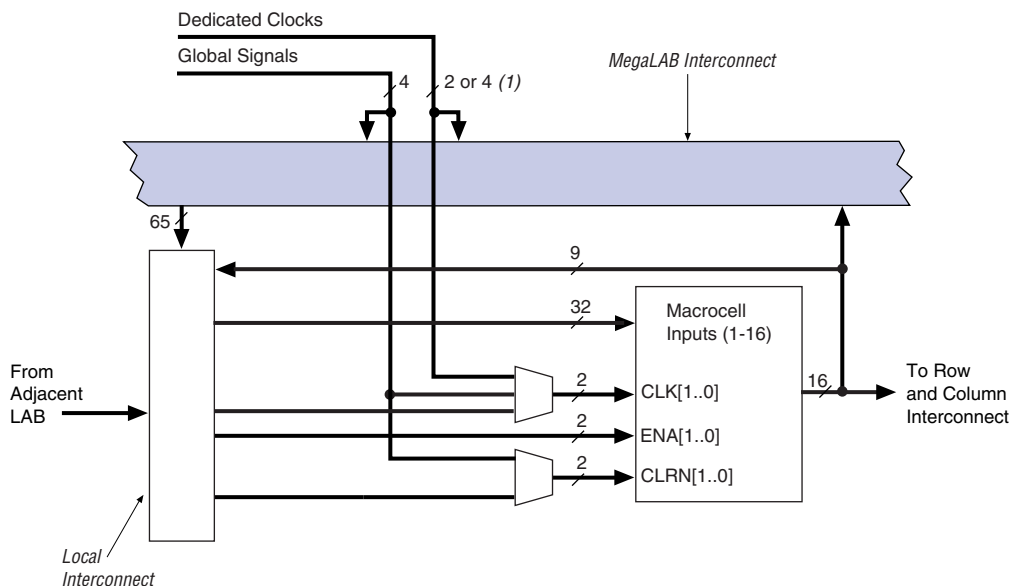 Dedicated Clocks
Global Signals
4
2 or 4 (1)
MegaLAB Interconnect
65
9
32
Macrocell
Inputs (1-16)
From
Adjacent
LAB
2
CLK[1..0]
16
To Row
and Column
Interconnect
2
ENA[1..0]
2
CLRN[1..0]
Local
Interconnect